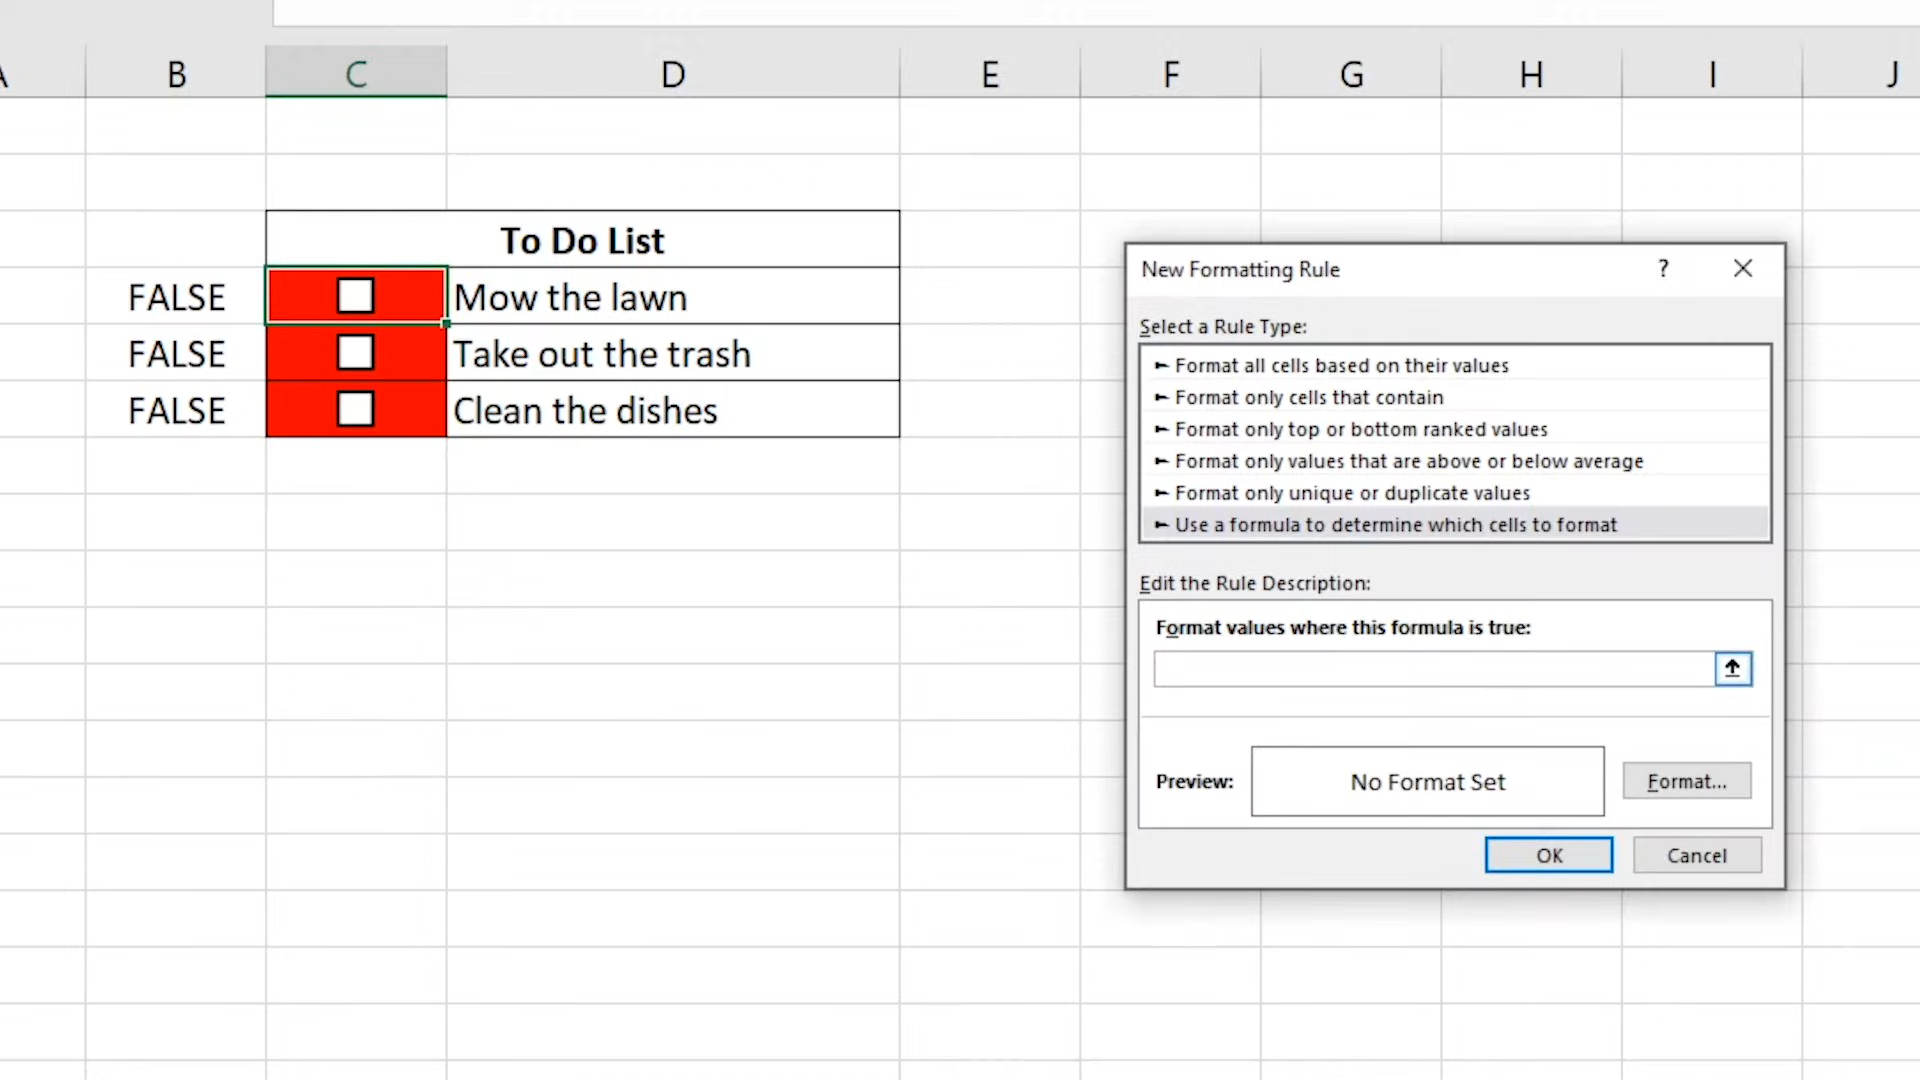 A B C D E F G H I J
To Do List
FALSE Mow the lawn
FALSE Take out the trash
FALSE Clean the dishes
New Formatting Rule ?
Select a Rule Type:
► Format all cells based on their values
► Format only cells that contain
► Format only top or bottom ranked values
► Format only values that are above or below average
► Format only unique or duplicate values
► Use a formula to determine which cells to format
Edit the Rule Description:
Format values where this formula is true:
Preview: No Format Set Format...
OK Cancel